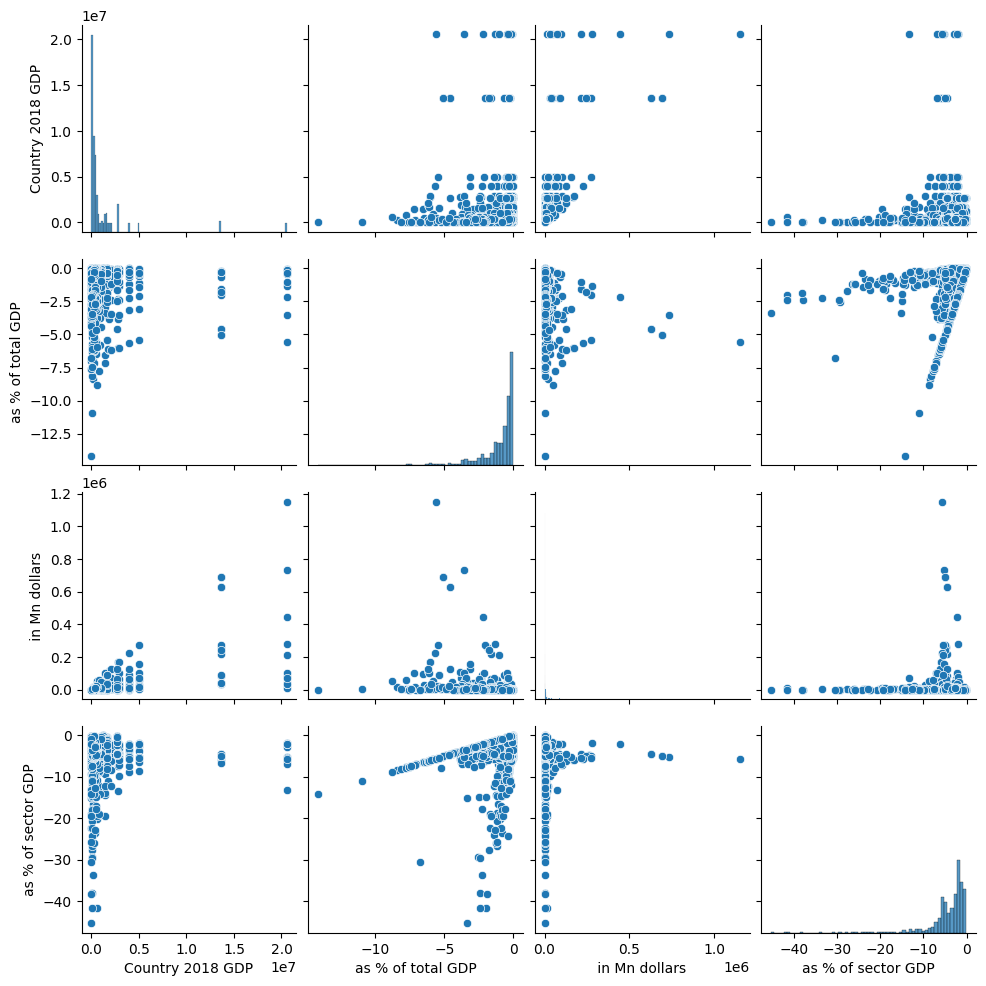 1e7
2.0
1.5
1.0
0.5
0.0
Country 2018 GDP
0.0
−2.5
−5.0
−7.5
−10.0
−12.5
as % of total GDP
1e6
1.2
1.0
0.8
0.6
0.4
0.2
0.0
in Mn dollars
0
−10
−20
−30
−40
as % of sector GDP
0.0 0.5 1.0 1.5 2.0 −10 −5 0 0.0 0.5 1.0 −40 −30 −20 −10 0
Country 2018 GDP 1e7 as % of total GDP in Mn dollars 1e6 as % of sector GDP